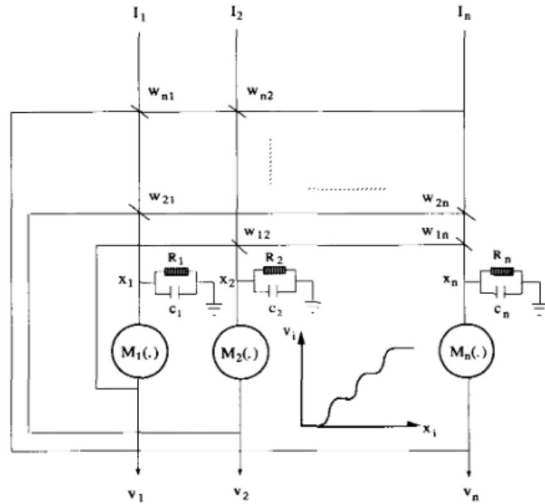 I1 I2 In
wn1 wn2
w21 w2n
w12 w1n
R1 R2 Rn
x1 x2 xn
c1 c2 cn
vi
M1(.) M2(.) Mn(.)
xi
v1 v2 vn